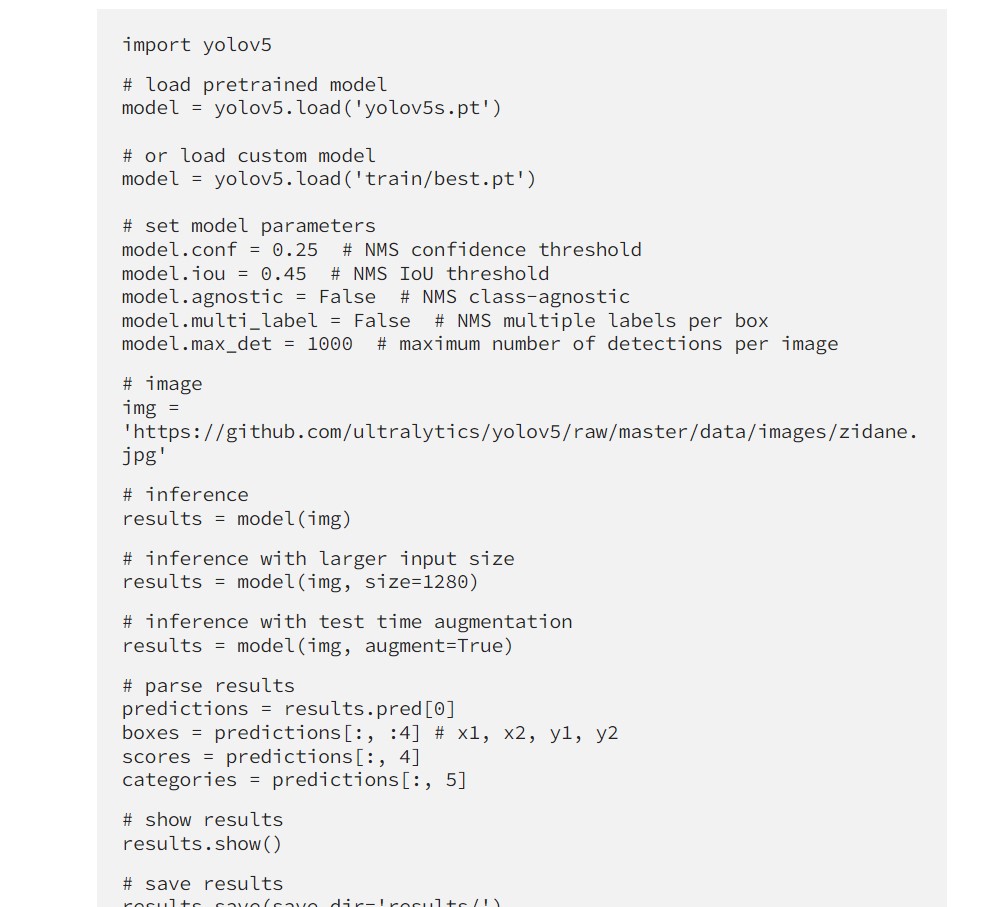 import yolov5
# load pretrained model
model = yolov5.load('yolov5s.pt')
# or load custom model
model = yolov5.load('train/best.pt')
# set model parameters
model.conf = 0.25  # NMS confidence threshold
model.iou = 0.45  # NMS IoU threshold
model.agnostic = False  # NMS class-agnostic
model.multi_label = False  # NMS multiple labels per box
model.max_det = 1000  # maximum number of detections per image
# image
img =
'https://github.com/ultralytics/yolov5/raw/master/data/images/zidane.
jpg'
# inference
results = model(img)
# inference with larger input size
results = model(img, size=1280)
# inference with test time augmentation
results = model(img, augment=True)
# parse results
predictions = results.pred[0]
boxes = predictions[:, :4] # x1, x2, y1, y2
scores = predictions[:, 4]
categories = predictions[:, 5]
# show results
results.show()
# save results
results.save(save_dir='results/')